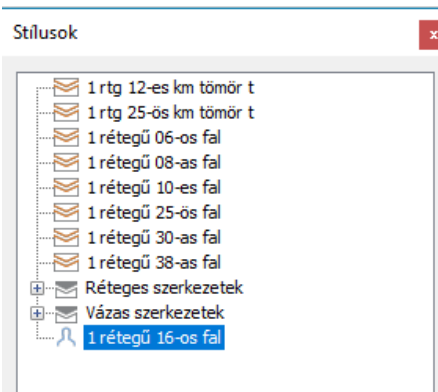 Stílusok
x
1 rtg 12-es km tömör t
1 rtg 25-ös km tömör t
1 rétegű 06-os fal
1 rétegű 08-as fal
1 rétegű 10-es fal
1 rétegű 25-ös fal
1 rétegű 30-as fal
1 rétegű 38-as fal
Réteges szerkezetek
Vázas szerkezetek
1 rétegű 16-os fal